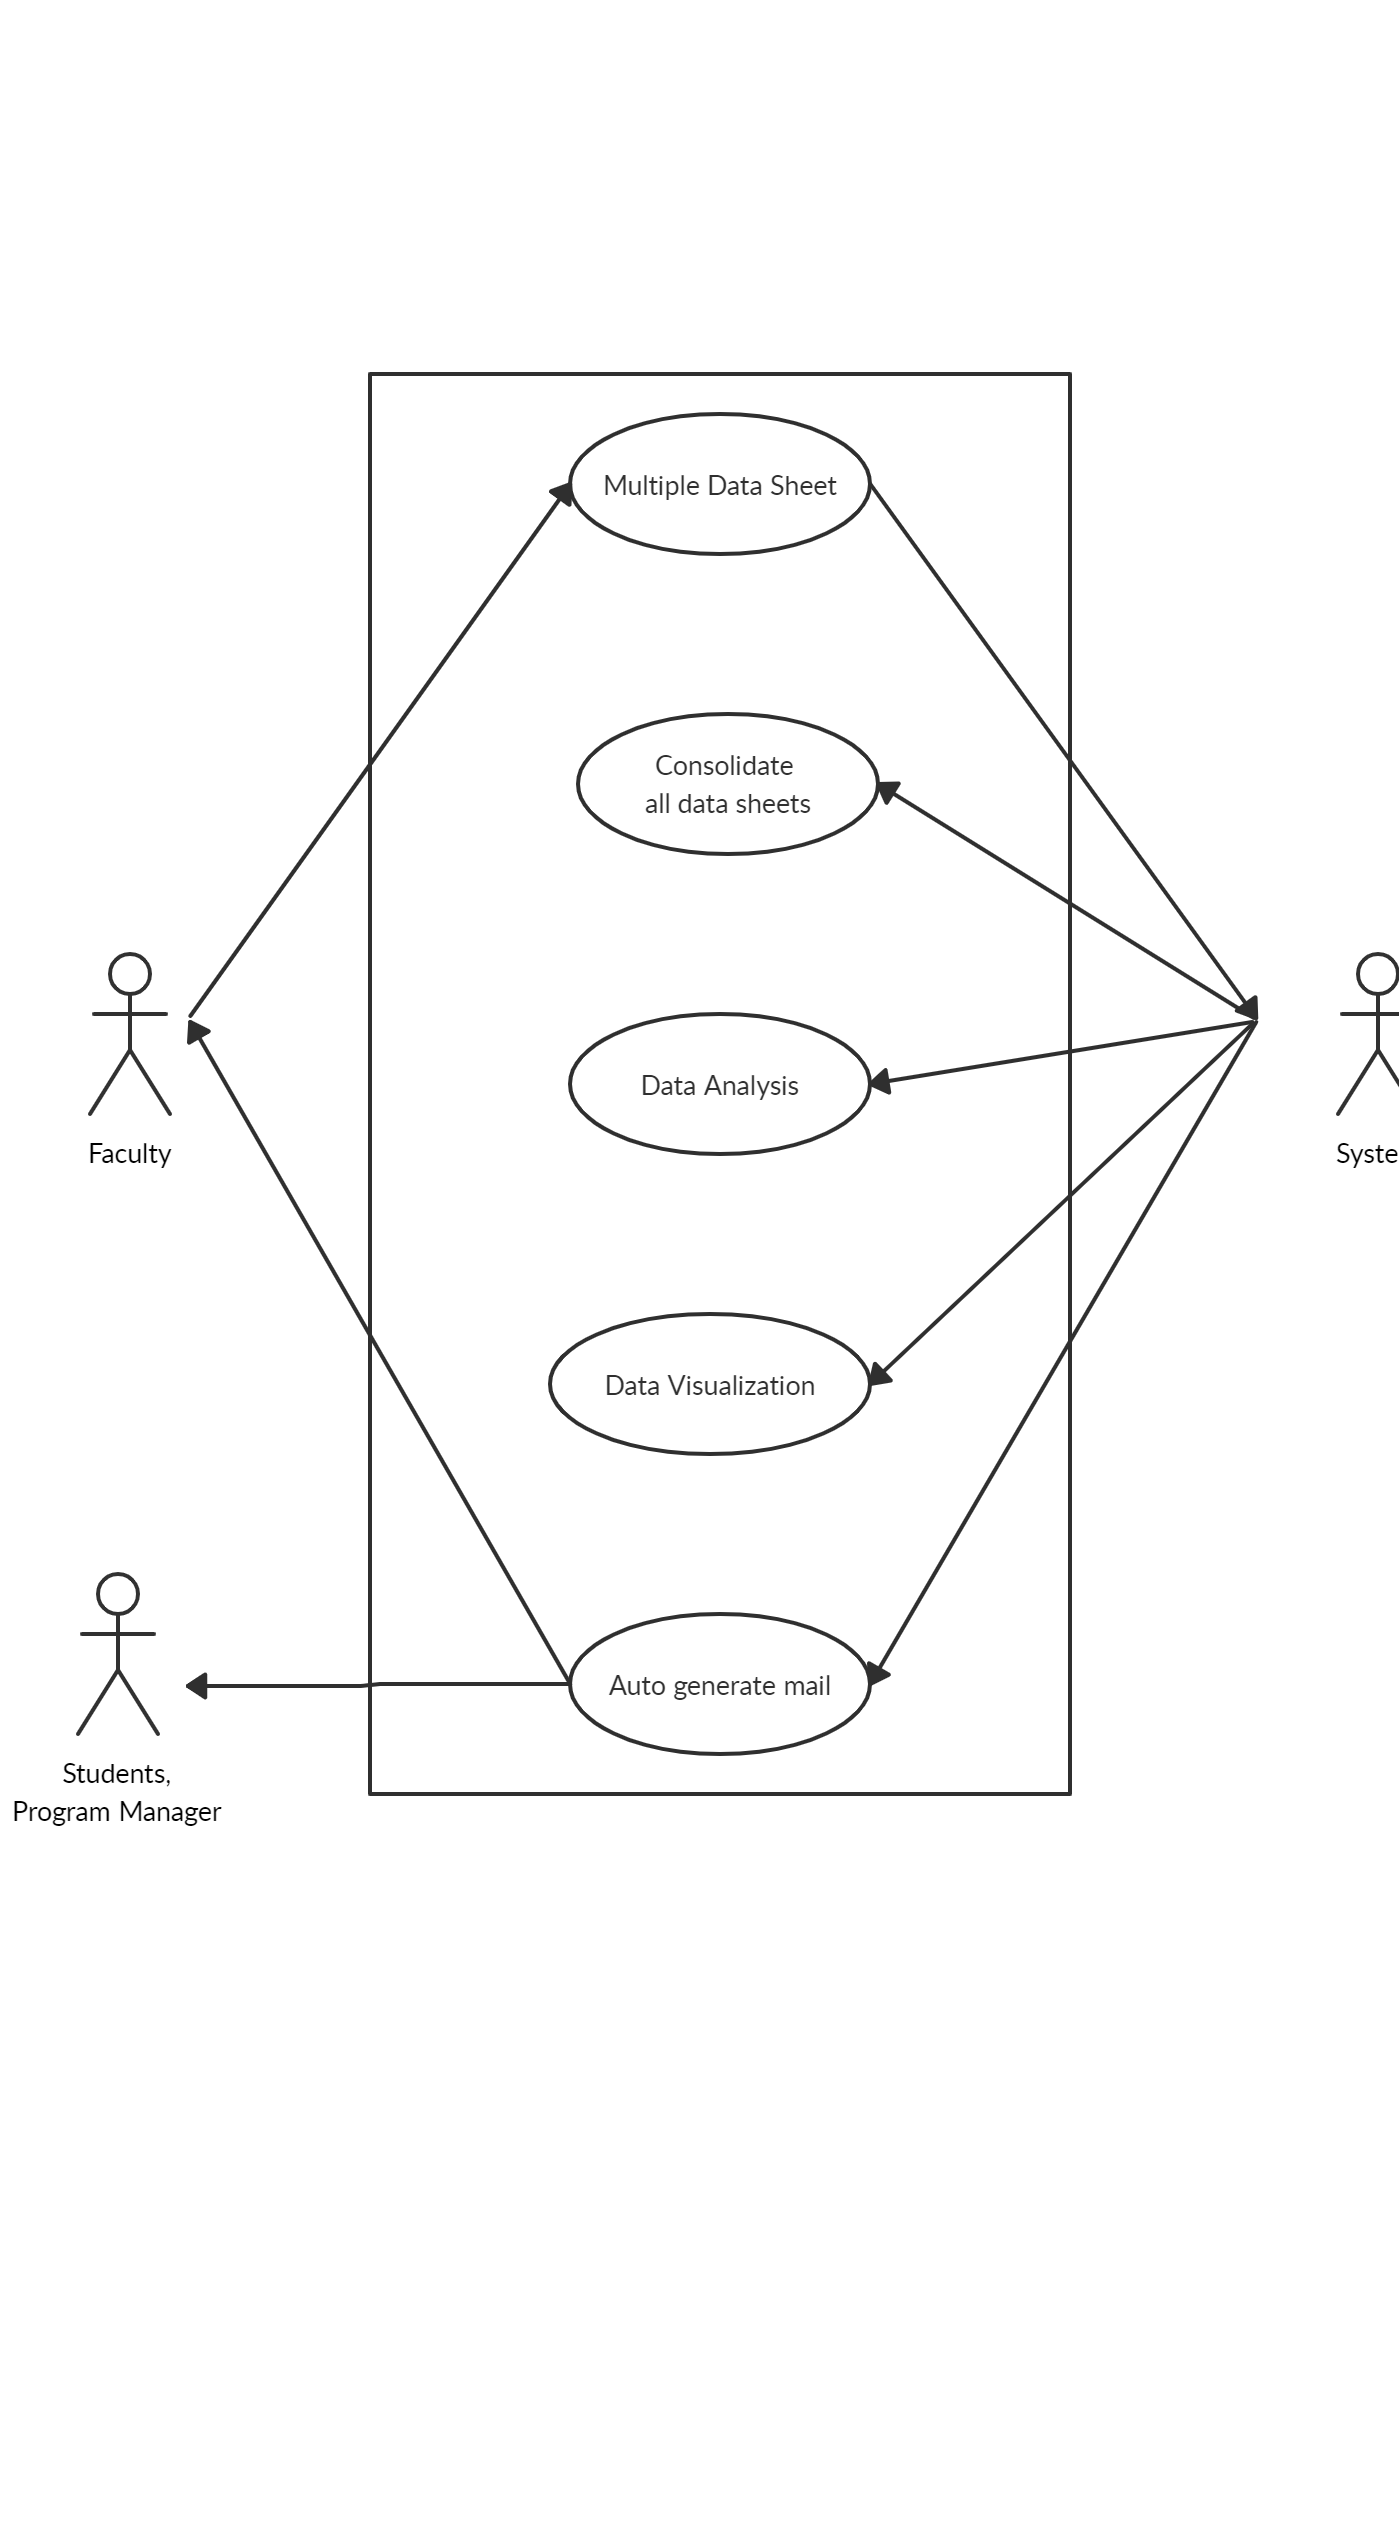 Multiple Data Sheet
Consolidate
all data sheets
Data Analysis
Faculty
Syste
Data Visualization
Auto generate mail
Students,
Program Manager